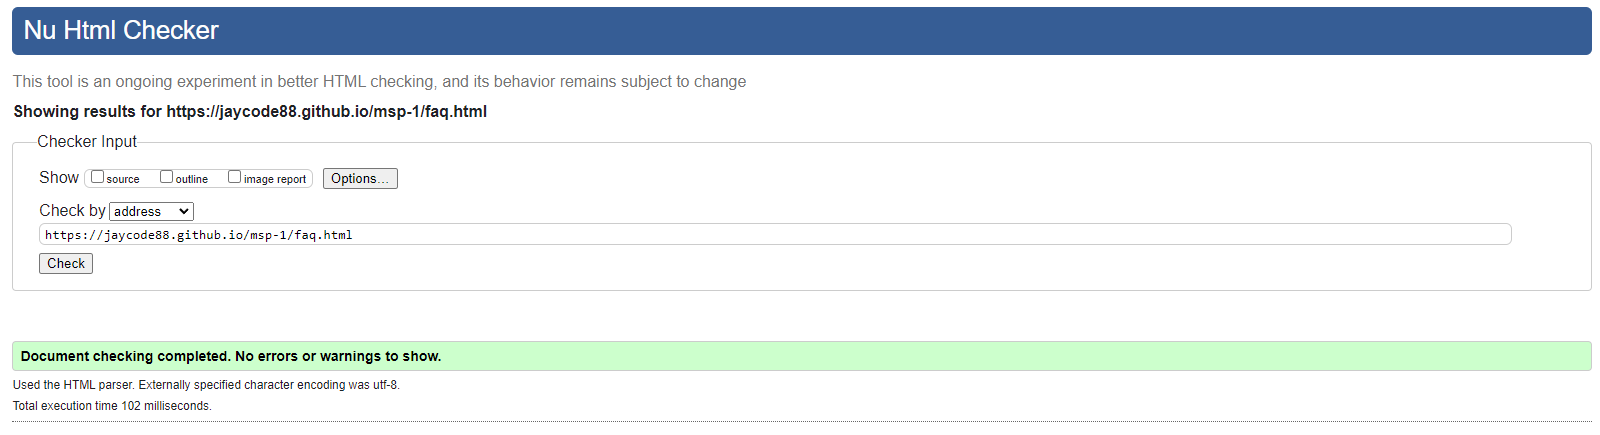 Nu Html Checker
This tool is an ongoing experiment in better HTML checking, and its behavior remains subject to change
Showing results for https://jaycode88.github.io/msp-1/faq.html
Checker Input
Show source outline image report Options...
Check by address
https://jaycode88.github.io/msp-1/faq.html
Check
Document checking completed. No errors or warnings to show.
Used the HTML parser. Externally specified character encoding was utf-8.
Total execution time 102 milliseconds.